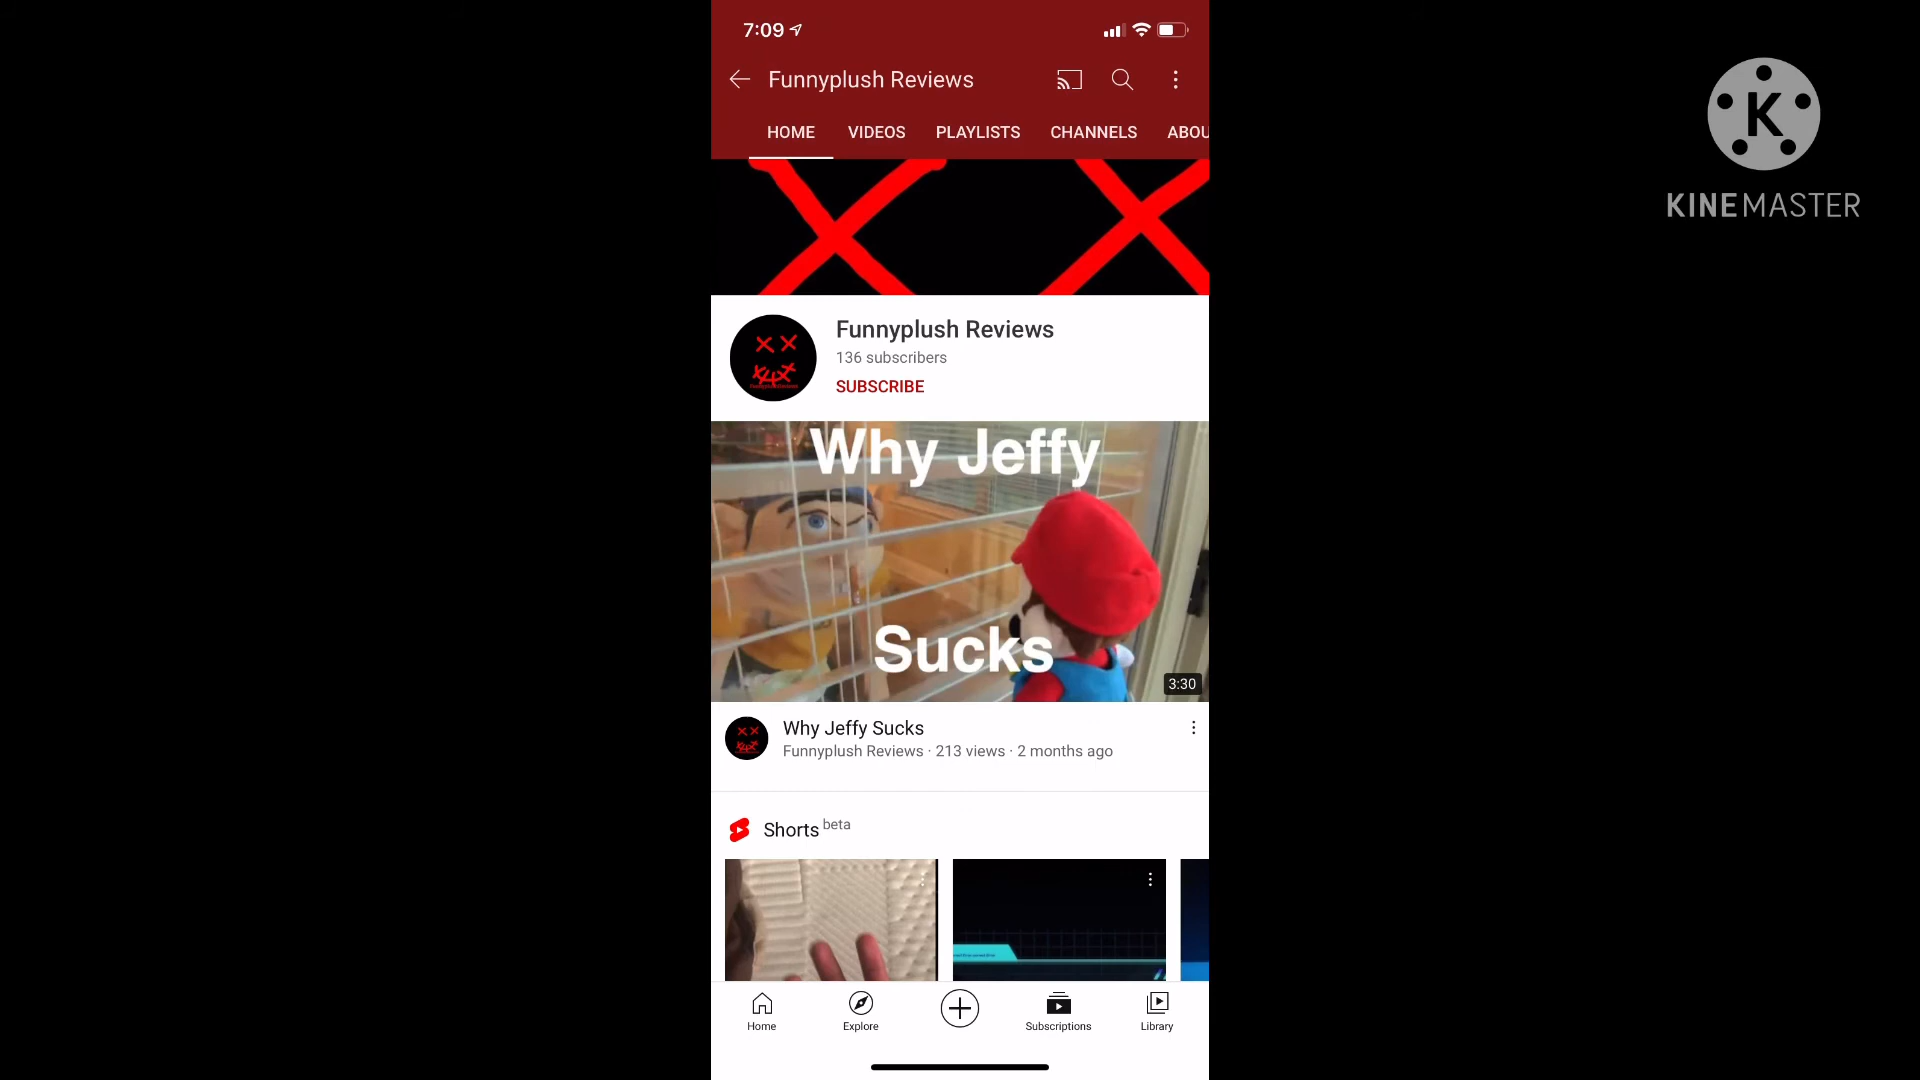 7:09
Funnyplush Reviews
HOME VIDEOS PLAYLISTS CHANNELS ABOU
K
KINEMASTER
Funnyplush Reviews
136 subscribers
SUBSCRIBE
Why Jeffy
Sucks
3:30
Why Jeffy Sucks
Funnyplush Reviews · 213 views · 2 months ago
Shorts beta
Home Explore Subscriptions Library